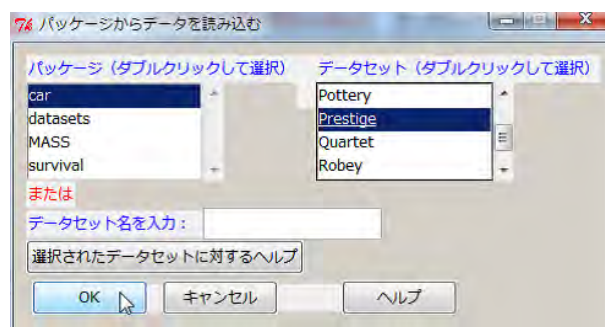 パッケージからデータを読み込む
パッケージ（ダブルクリックして選択）
car
datasets
MASS
survival
データセット（ダブルクリックして選択）
Pottery
Prestige
Quartet
Robey
または
データセット名を入力：
選択されたデータセットに対するヘルプ
OK キャンセル ヘルプ